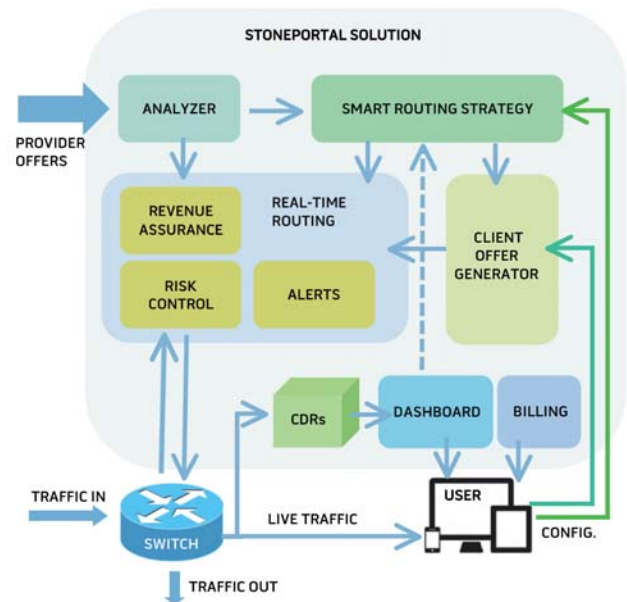 STONEPORTAL SOLUTION
ANALYZER
SMART ROUTING STRATEGY
PROVIDER
OFFERS
REVENUE
ASSURANCE
REAL-TIME
ROUTING
CLIENT
OFFER
GENERATOR
RISK
CONTROL
ALERTS
CDRs
DASHBOARD
BILLING
TRAFFIC IN
USER
LIVE TRAFFIC
CONFIG.
SWITCH
TRAFFIC OUT